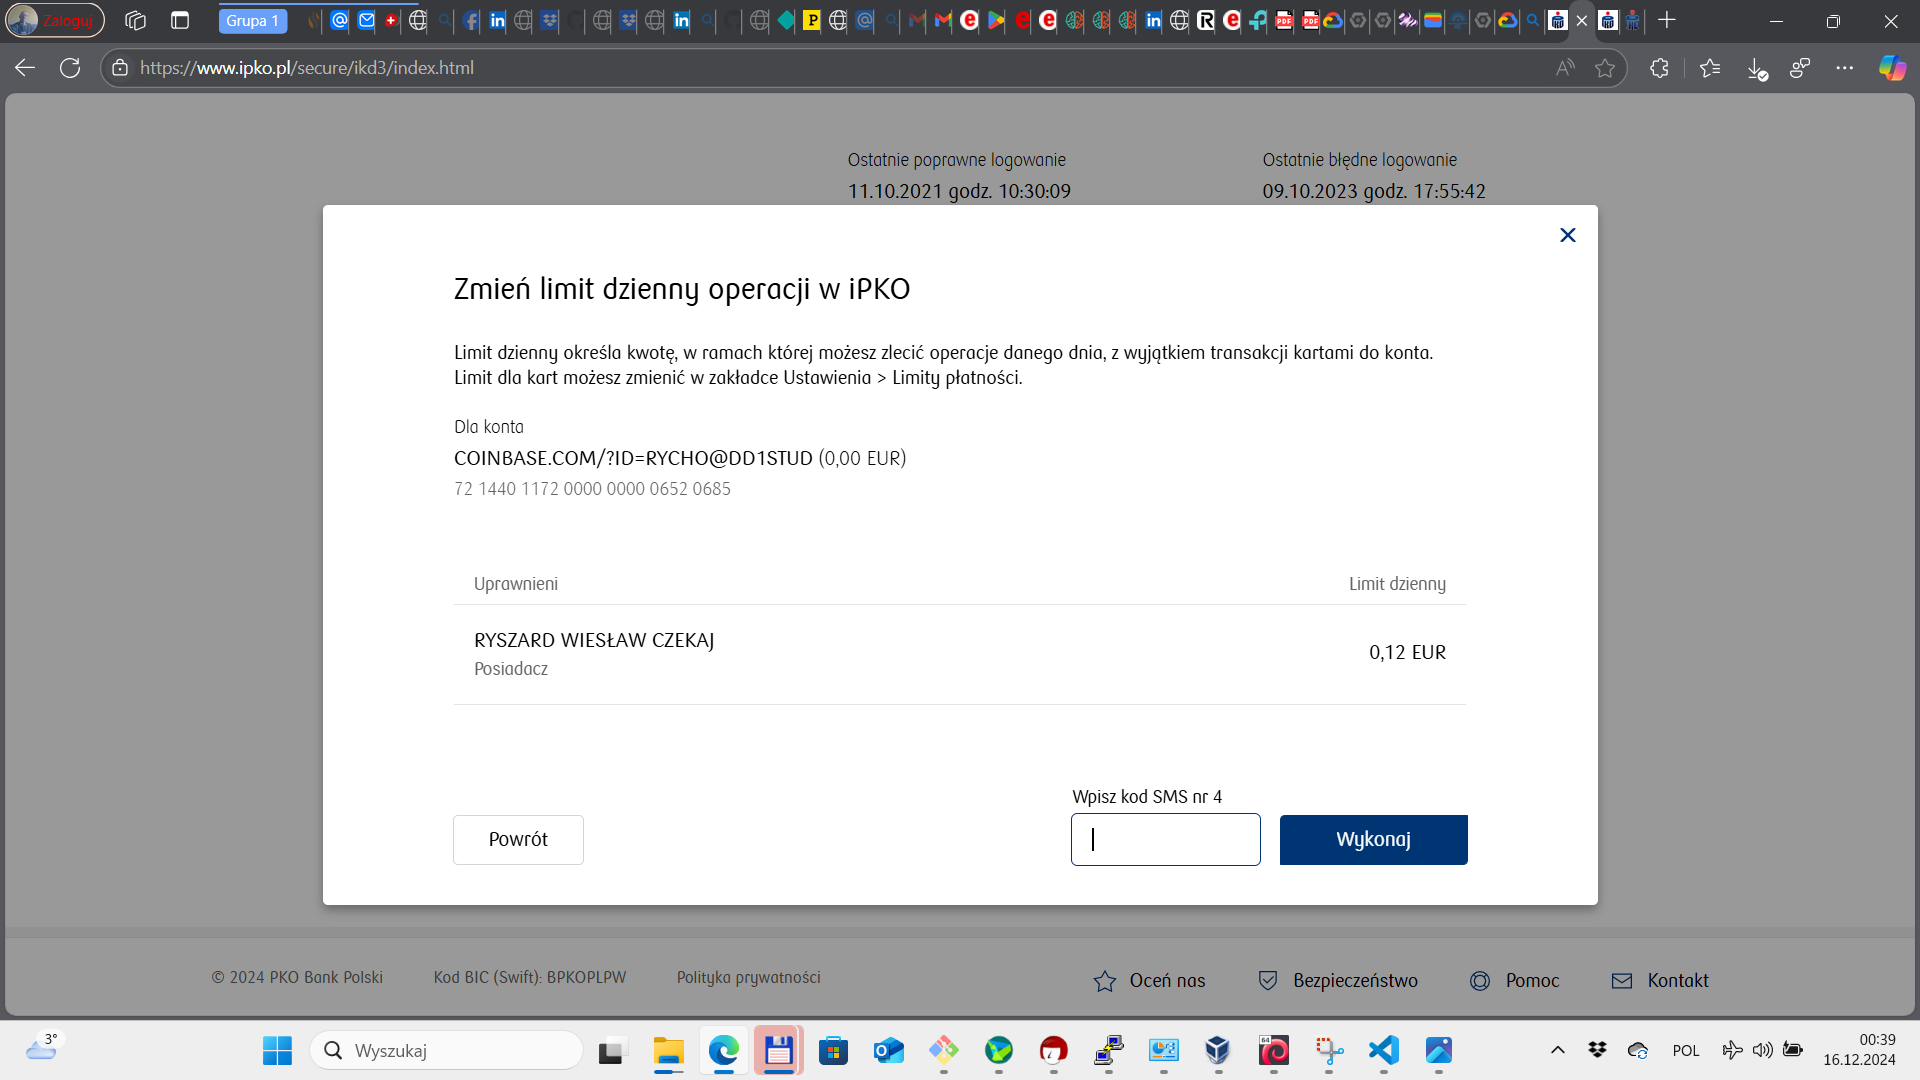 Zaloguj
Grupa 1
https://www.ipko.pl/secure/ikd3/index.html
Ostatnie poprawne logowanie
11.10.2021 godz. 10:30:09
Ostatnie błędne logowanie
09.10.2023 godz. 17:55:42
Zmień limit dzienny operacji w iPKO
Limit dzienny określa kwotę, w ramach której możesz zlecić operacje danego dnia, z wyjątkiem transakcji kartami do konta.
Limit dla kart możesz zmienić w zakładce Ustawienia > Limity płatności.
Dla konta
COINBASE.COM/?ID=RYCHO@DD1STUD (0,00 EUR)
72 1440 1172 0000 0000 0652 0685
Uprawnieni
Limit dzienny
RYSZARD WIESŁAW CZEKAJ
Posiadacz
0,12 EUR
Wpisz kod SMS nr 4
Powrót
Wykonaj
© 2024 PKO Bank Polski
Kod BIC (Swift): BPKOPLPW
Polityka prywatności
Oceń nas
Bezpieczeństwo
Pomoc
Kontakt
3°
Wyszukaj
64
POL
00:39
16.12.2024